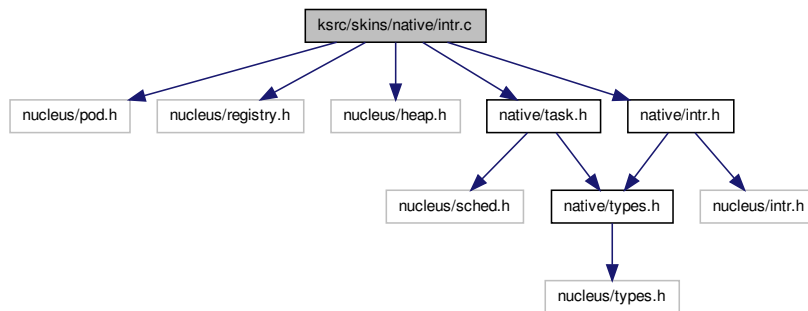 ksrc/skins/native/intr.c
nucleus/pod.h
nucleus/registry.h
nucleus/heap.h
native/task.h
native/intr.h
nucleus/sched.h
native/types.h
nucleus/intr.h
nucleus/types.h